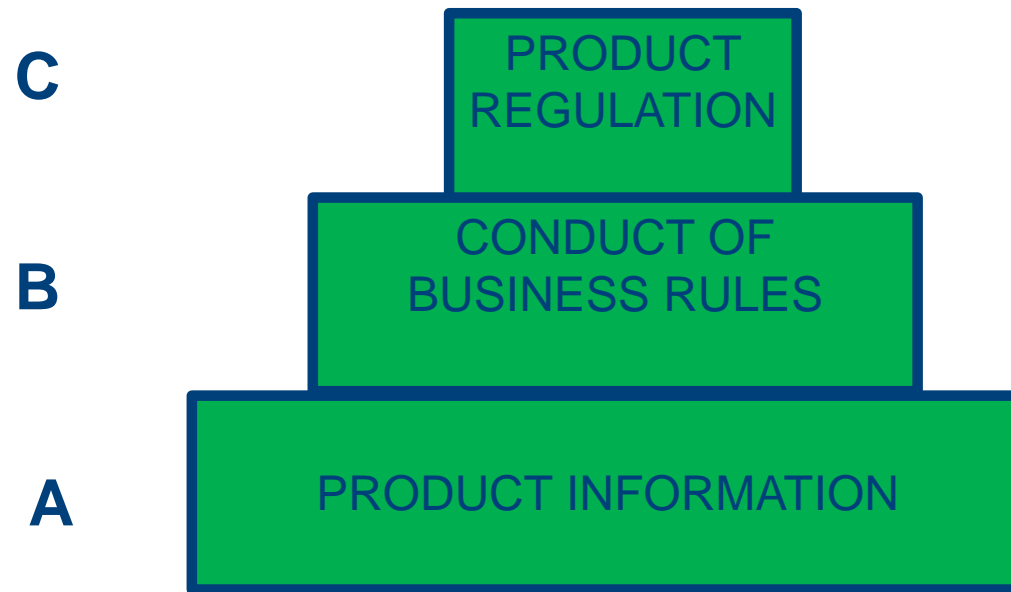 C
PRODUCT
REGULATION
B
CONDUCT OF
BUSINESS RULES
A
PRODUCT INFORMATION